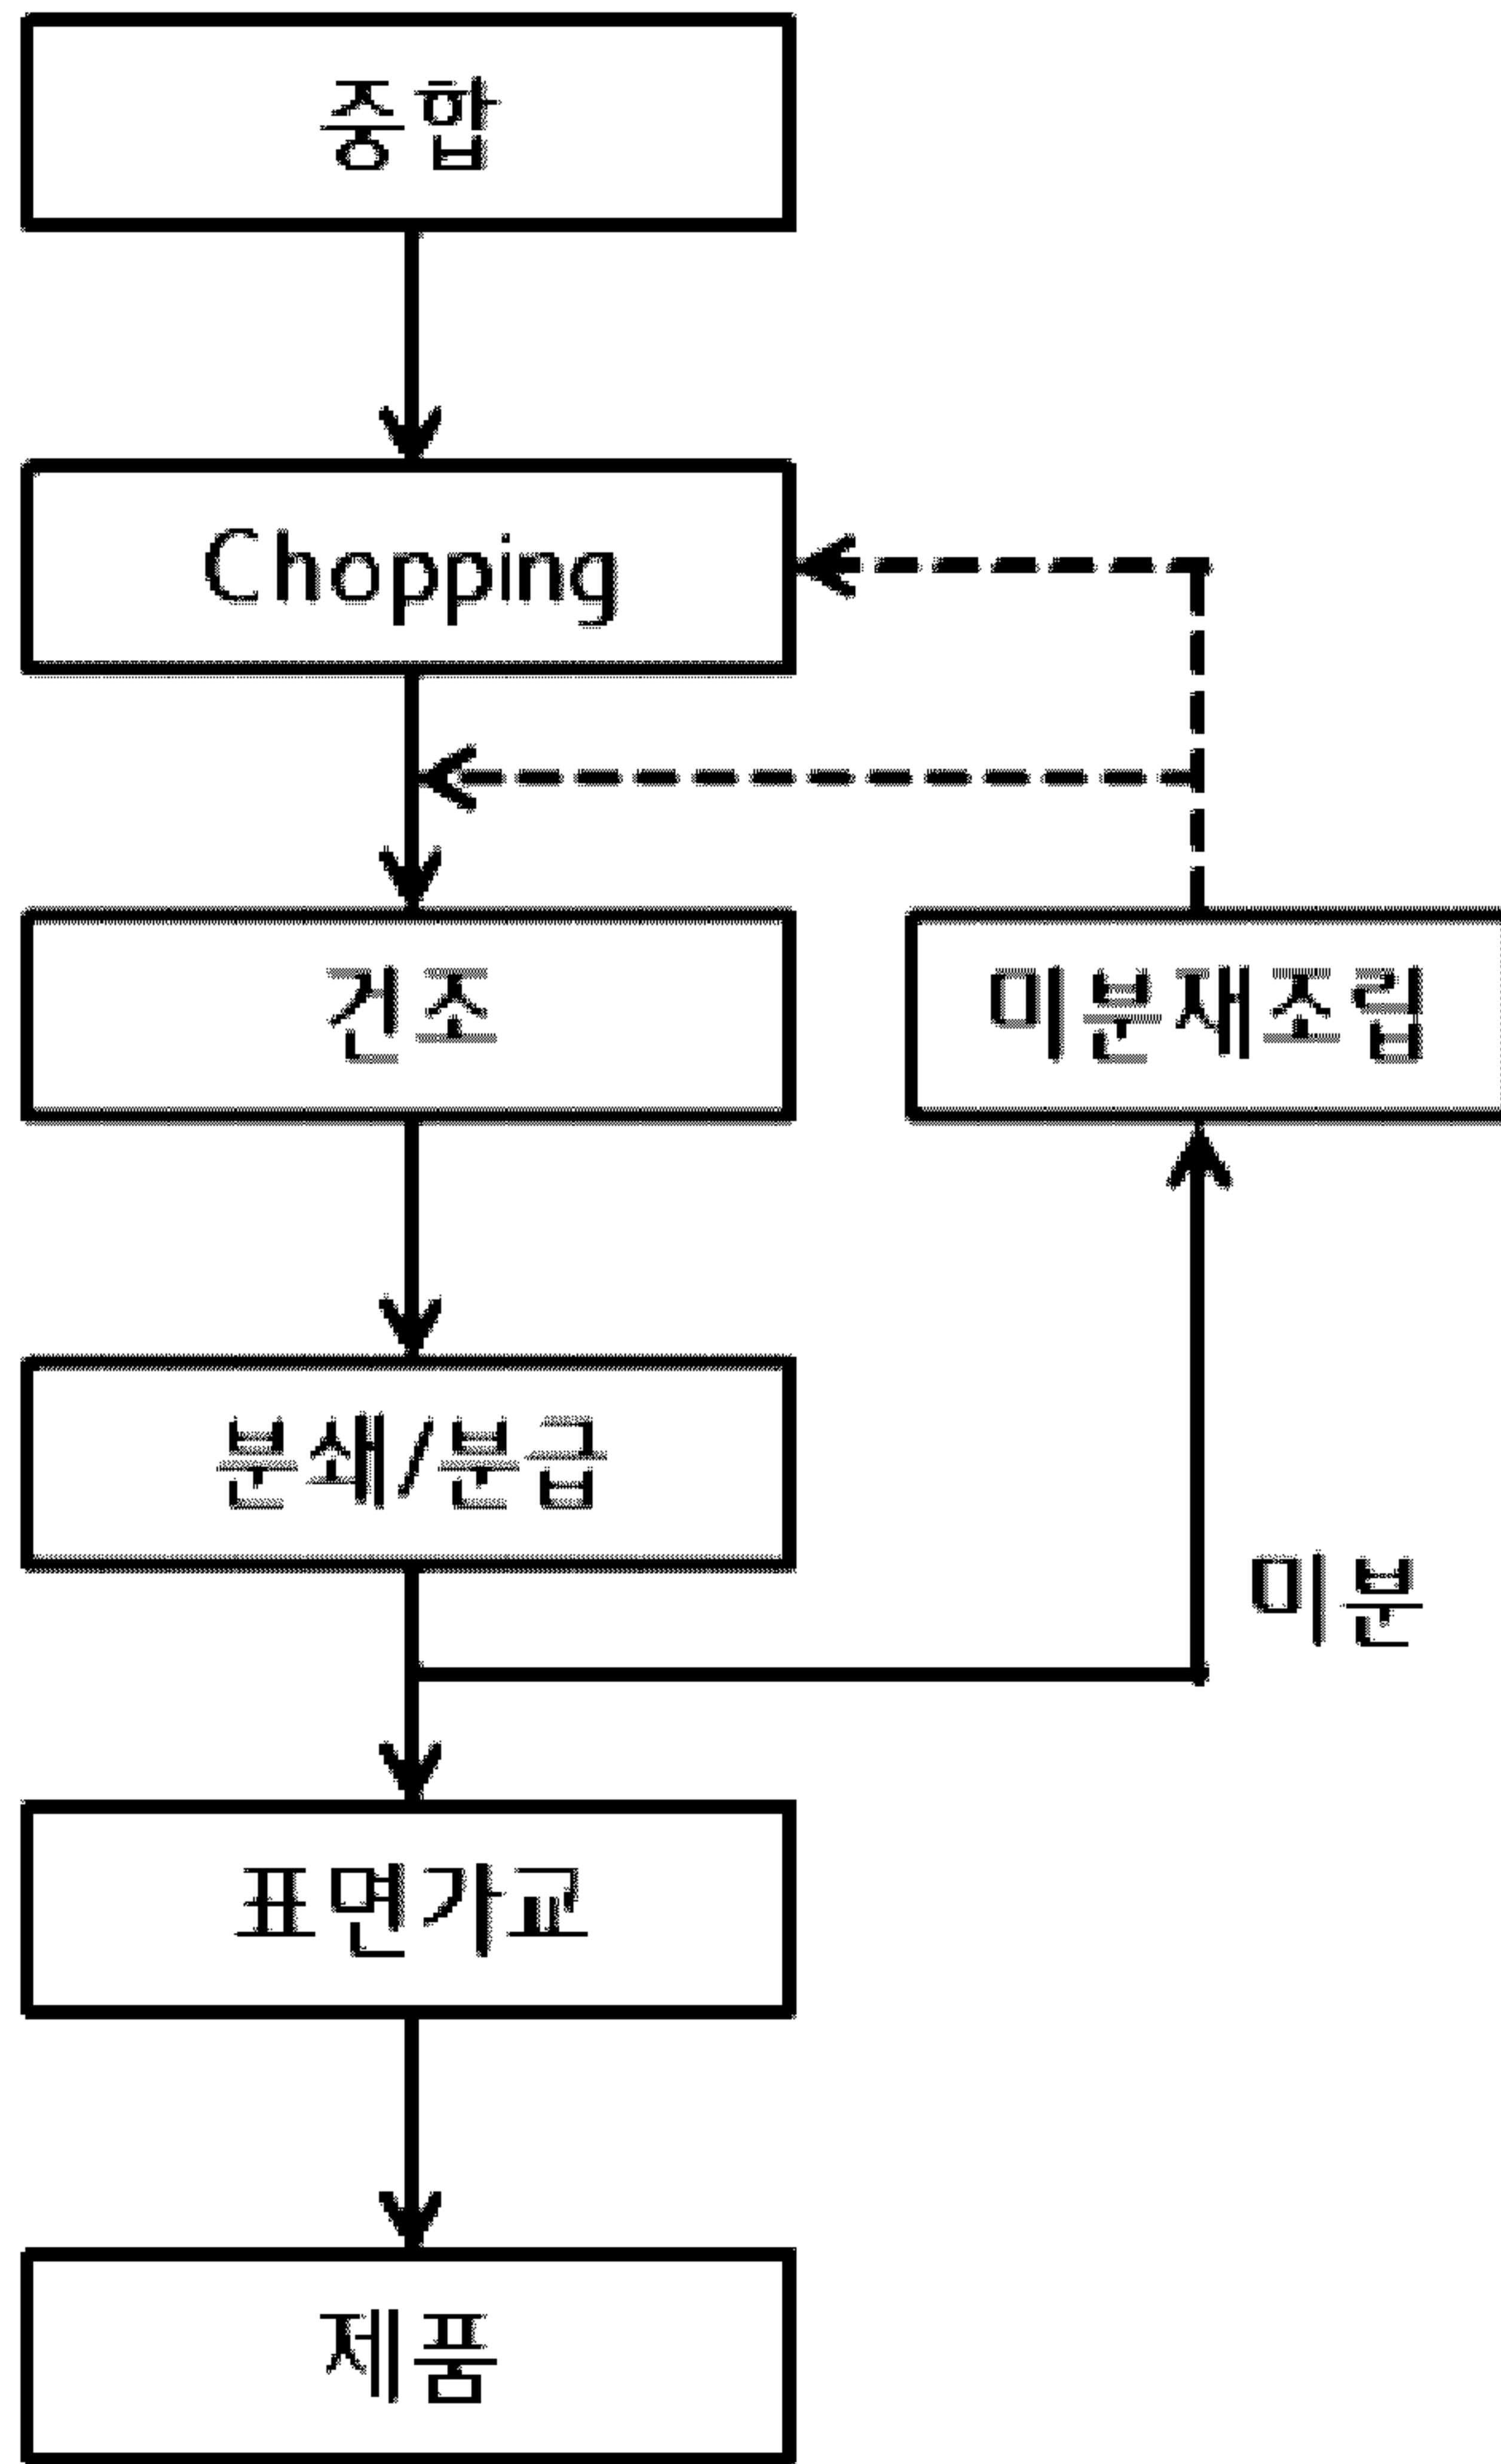 중합
Chopping
건조
미분재조립
분쇄/분급
미분
표면가교
제품